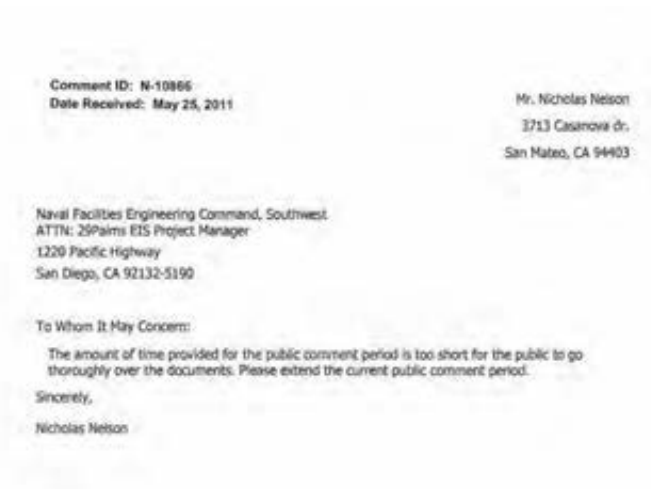 Comment ID: N-10866
Date Received: May 25, 2011
Mr. Nicholas Nelson
3713 Casanova dr.
San Mateo, CA 94403
Naval Facilities Engineering Command, Southwest
ATTN: 29Palms EIS Project Manager
1220 Pacific Highway
San Diego, CA 92132-5190
To Whom It May Concern:
The amount of time provided for the public comment period is too short for the public to go
thoroughly over the documents. Please extend the current public comment period.
Sincerely,
Nicholas Nelson